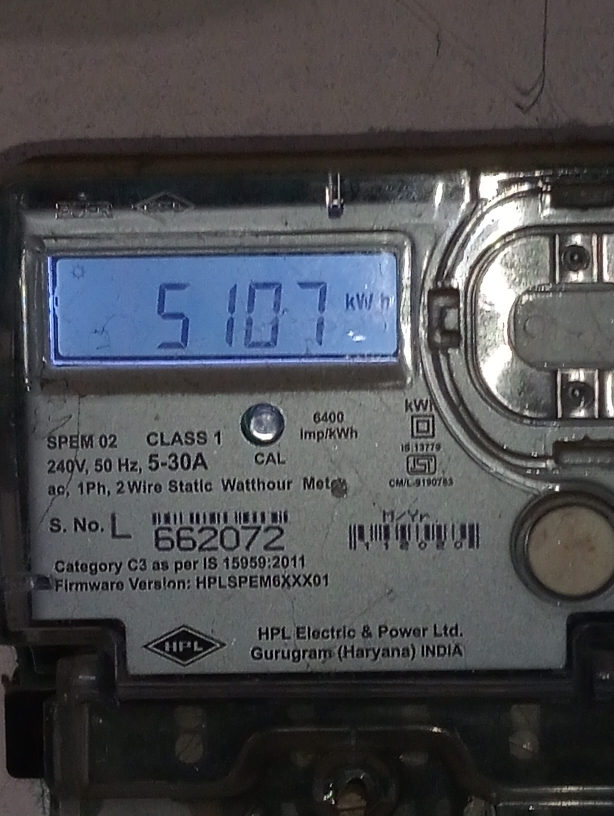 5107 kWh
6400
Imp/kWh
kWh
SPEM 02 CLASS 1
CAL
IS:13779
240V, 50 Hz, 5-30A
ac, 1Ph, 2 Wire Static Watthour Meter
CM/L-9190763
S. No. L 662072
M/Yr
112020
Category C3 as per IS 15959:2011
Firmware Version: HPLSPEM6XXX01
HPL
HPL Electric & Power Ltd.
Gurugram (Haryana) INDIA